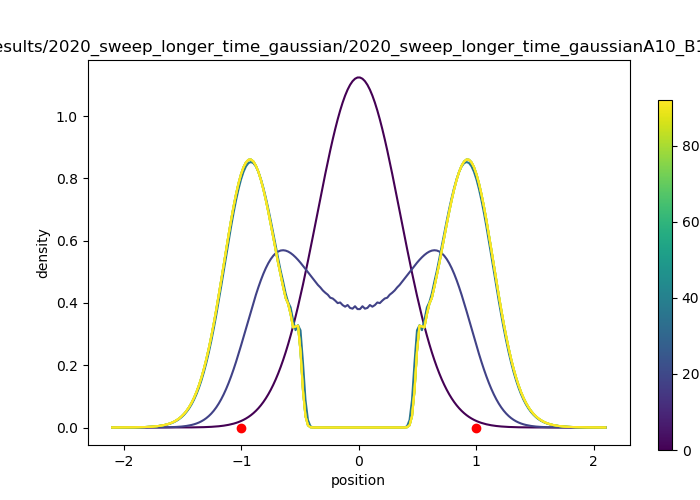 esults/2020_sweep_longer_time_gaussian/2020_sweep_longer_time_gaussianA10_B1
density
1.0
0.8
0.6
0.4
0.2
0.0
−2 −1 0 1 2
position
80
60
40
20
0